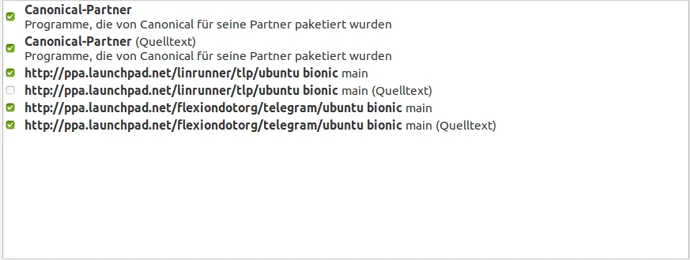 Canonical-Partner
Programme, die von Canonical für seine Partner paketiert wurden
Canonical-Partner (Quelltext)
Programme, die von Canonical für seine Partner paketiert wurden
http://ppa.launchpad.net/linrunner/tlp/ubuntu bionic main
http://ppa.launchpad.net/linrunner/tlp/ubuntu bionic main (Quelltext)
http://ppa.launchpad.net/flexiondotorg/telegram/ubuntu bionic main
http://ppa.launchpad.net/flexiondotorg/telegram/ubuntu bionic main (Quelltext)